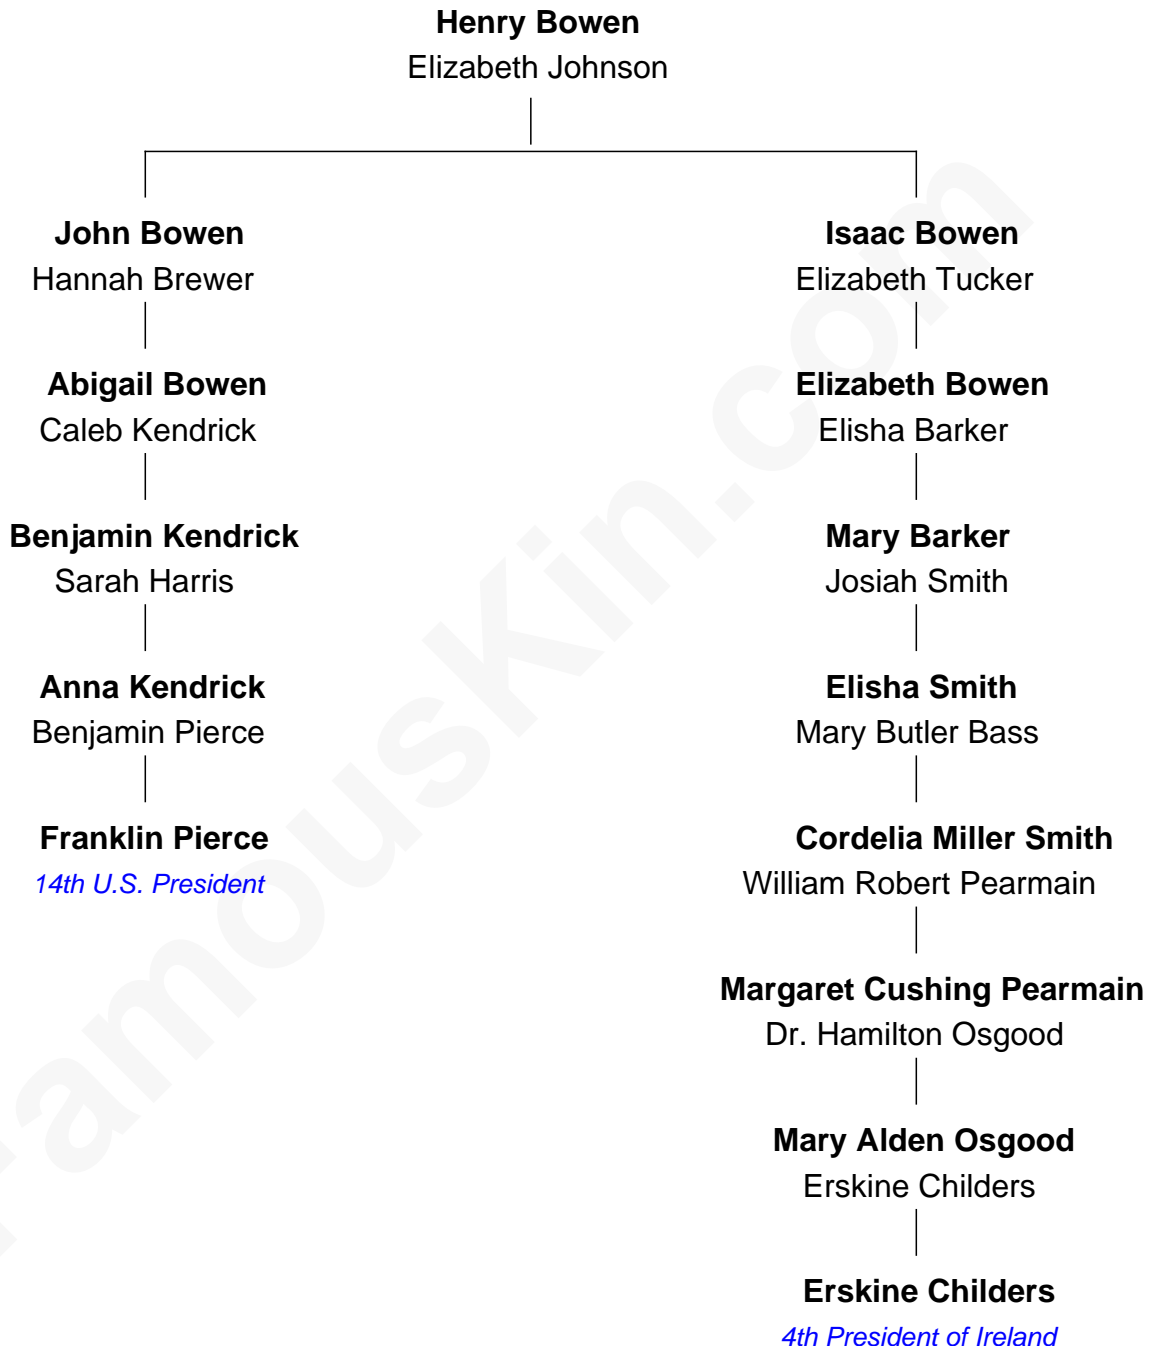 Henry Bowen
Elizabeth Johnson
John Bowen
Hannah Brewer
Abigail Bowen
Caleb Kendrick
Benjamin Kendrick
Sarah Harris
Anna Kendrick
Benjamin Pierce
Franklin Pierce
14th U.S. President
Isaac Bowen
Elizabeth Tucker
Elizabeth Bowen
Elisha Barker
Mary Barker
Josiah Smith
Elisha Smith
Mary Butler Bass
Cordelia Miller Smith
William Robert Pearmain
Margaret Cushing Pearmain
Dr. Hamilton Osgood
Mary Alden Osgood
Erskine Childers
Erskine Childers
4th President of Ireland
FamousKin.com